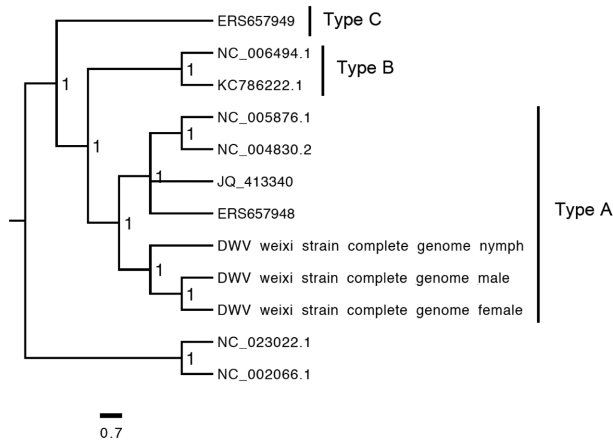 ERS657949
Type C
NC_006494.1
1
Type B
1
KC786222.1
NC_005876.1
1
NC_004830.2
1
JQ_413340
1
ERS657948
Type A
1
DWV weixi strain complete genome nymph
1
DWV weixi strain complete genome male
1
DWV weixi strain complete genome female
NC_023022.1
1
NC_002066.1
0.7